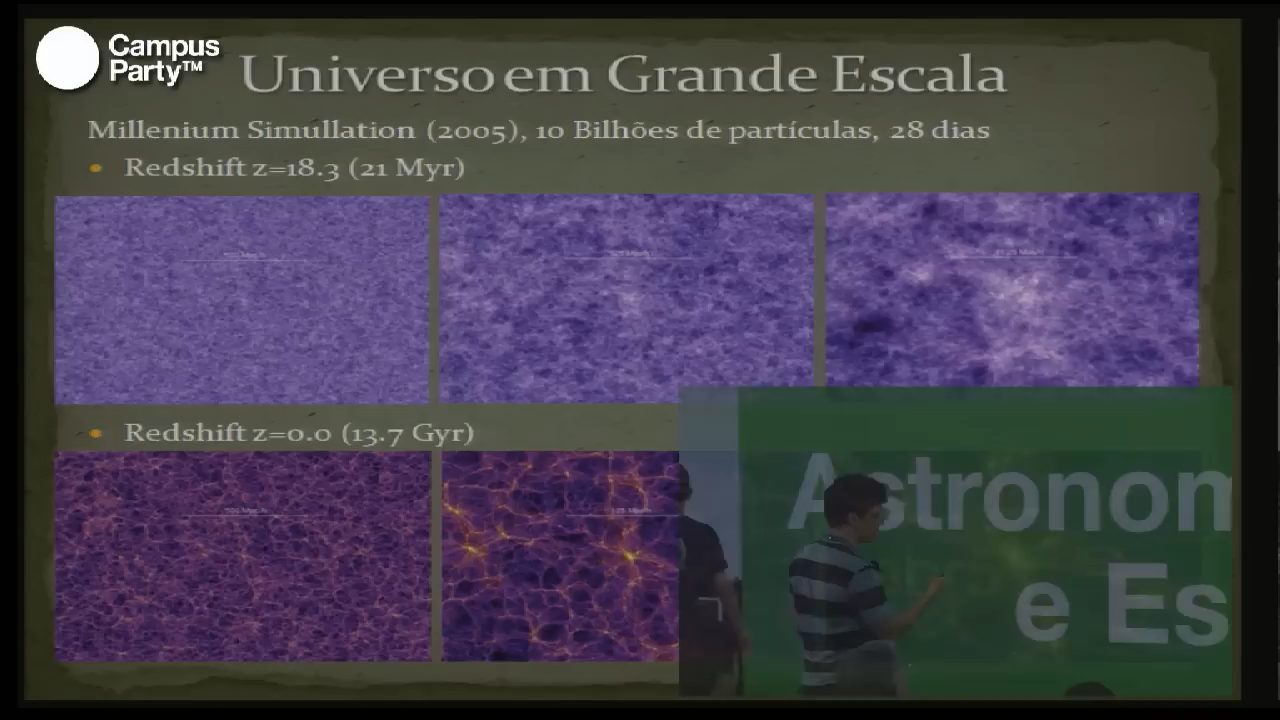 Campus
Party™
Universo em Grande Escala
Millenium Simullation (2005), 10 Bilhões de partículas, 28 dias
• Redshift z=18.3 (21 Myr)
• Redshift z=0.0 (13.7 Gyr)
Astronom
e Es